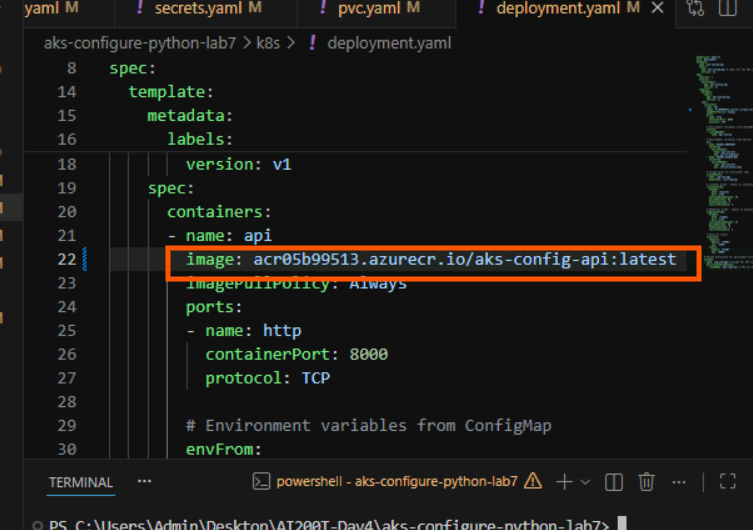 yaml M ! secrets.yaml M ! pvc.yaml M ! deployment.yaml M
aks-configure-python-lab7 > k8s > ! deployment.yaml
8 spec:
14 template:
15 metadata:
16 labels:
18 version: v1
19 spec:
20 containers:
21 - name: api
22 image: acr05b99513.azurecr.io/aks-config-api:latest
23 imagePullPolicy: Always
24 ports:
25 - name: http
26 containerPort: 8000
27 protocol: TCP
28
29 # Environment variables from ConfigMap
30 envFrom:
TERMINAL ... powershell - aks-configure-python-lab7
PS C:\Users\Admin\Desktop\AI200T-Day4\aks-configure-python-lab7>